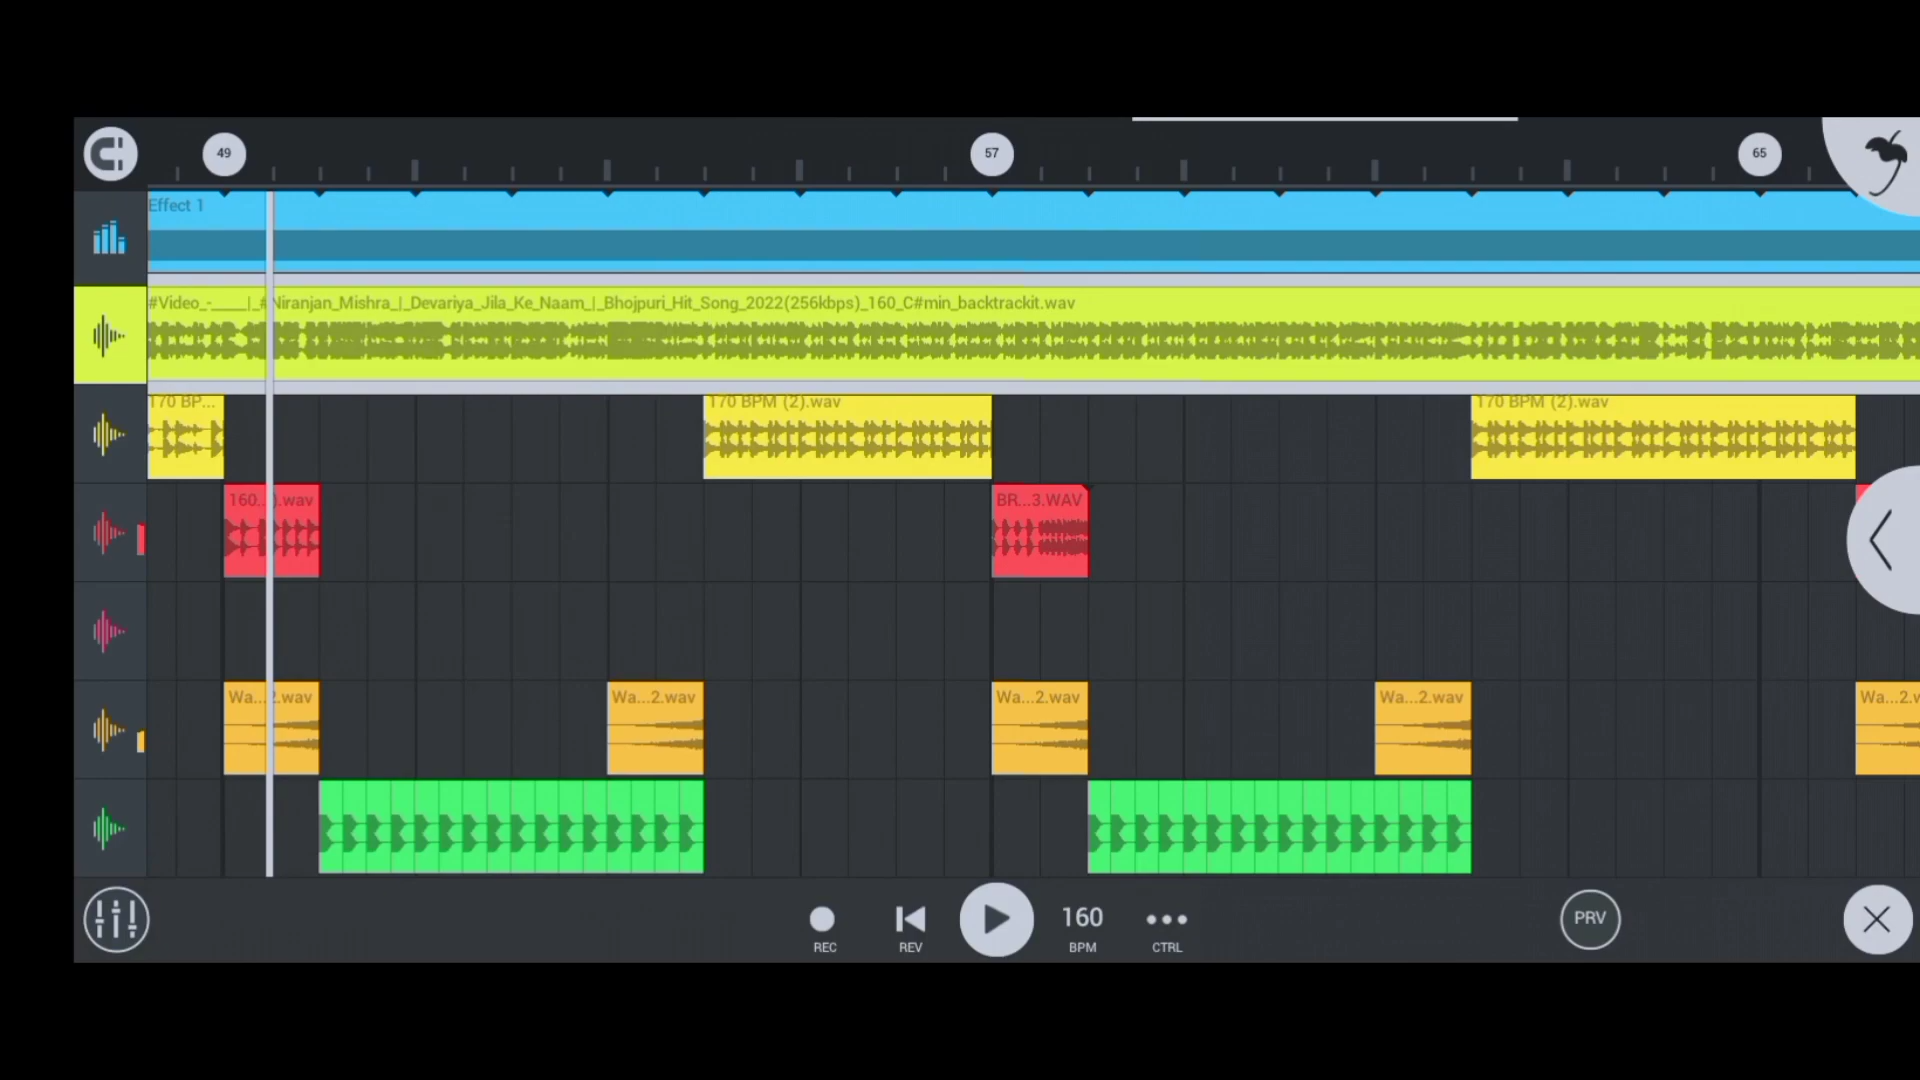 49 57 65
Effect 1
#Video_-_____|_#Niranjan_Mishra_|_Devariya_Jila_Ke_Naam_|_Bhojpuri_Hit_Song_2022(256kbps)_160_C#min_backtrackit.wav
170 BP... 170 BPM (2).wav 170 BPM (2).wav
160...).wav BR...3.WAV
Wa...2.wav Wa...2.wav Wa...2.wav Wa...2.wav Wa...2.w
160 PRV
REC REV BPM CTRL